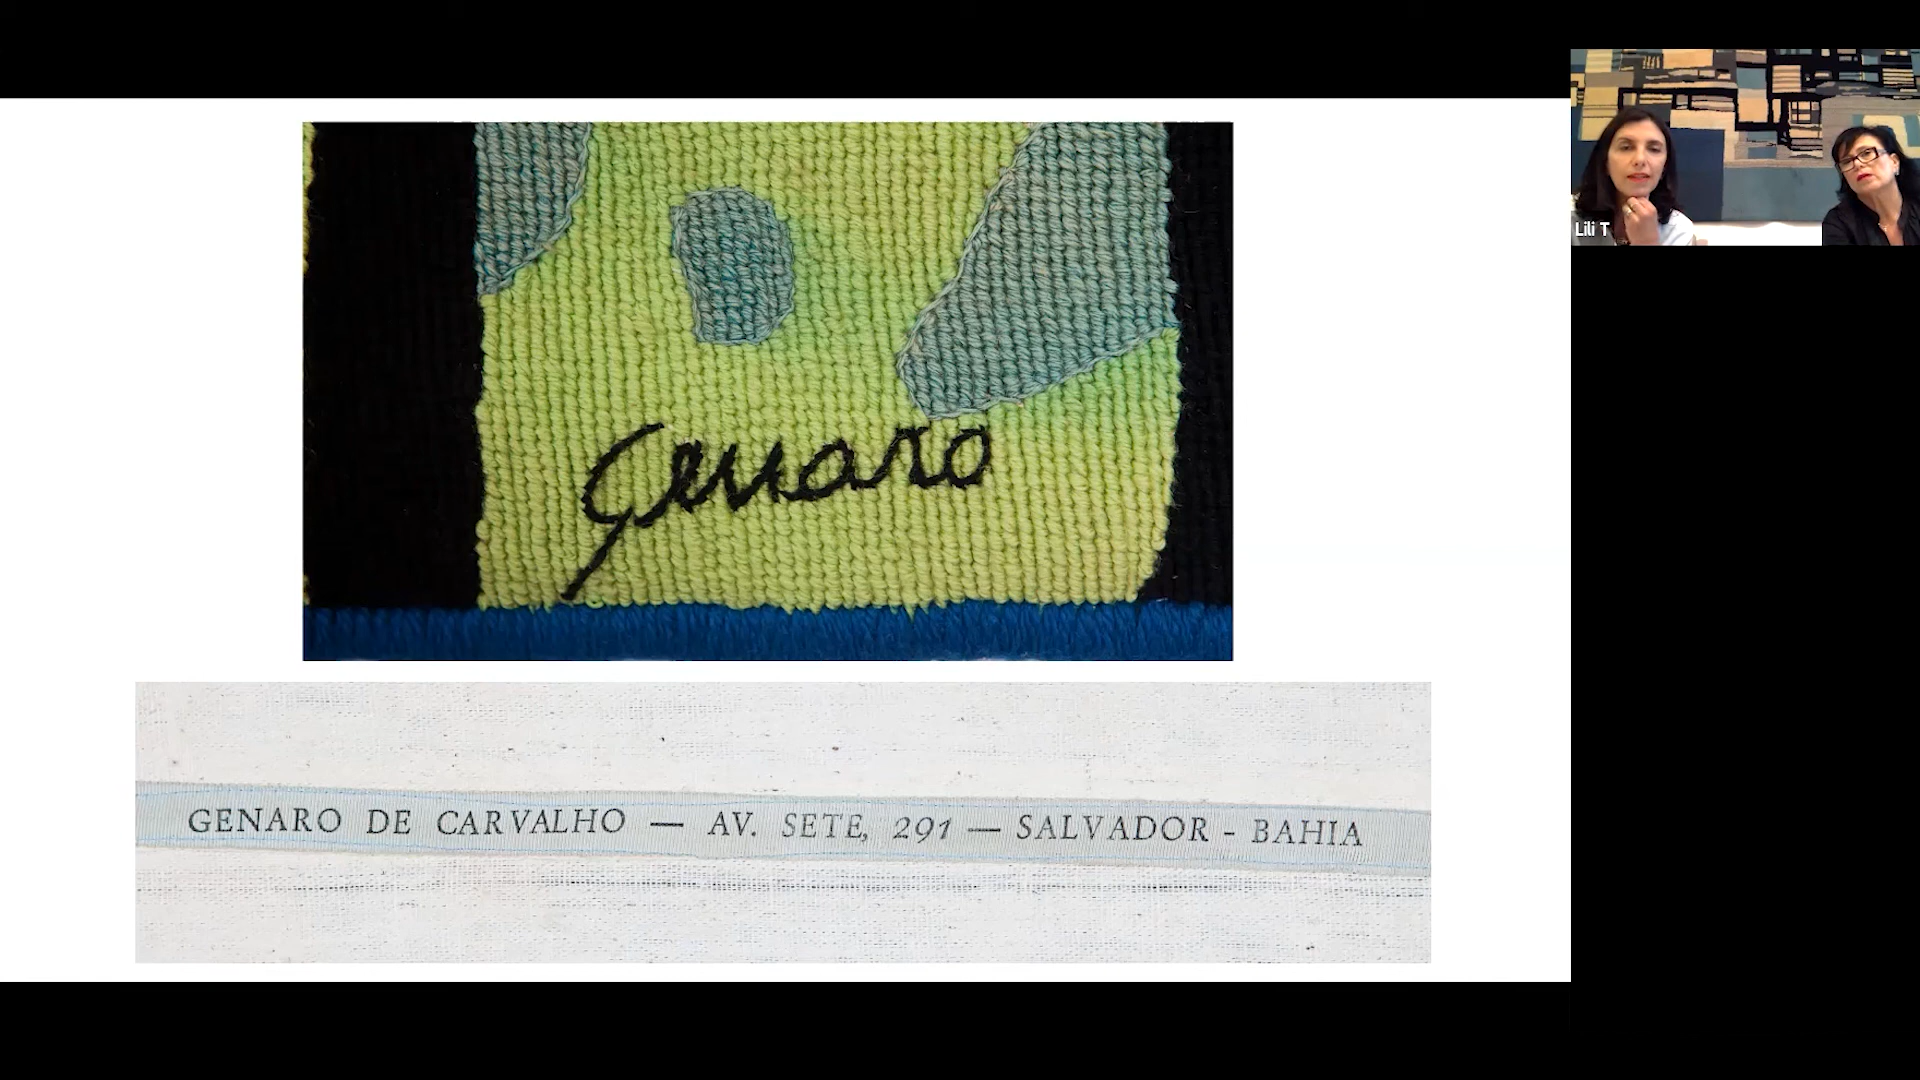 Genaro
GENARO DE CARVALHO — AV. SETE, 291 — SALVADOR - BAHIA
Lili T